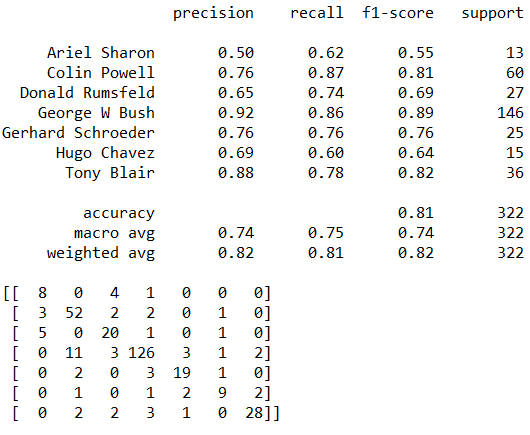 precision recall f1-score support
Ariel Sharon 0.50 0.62 0.55 13
Colin Powell 0.76 0.87 0.81 60
Donald Rumsfeld 0.65 0.74 0.69 27
George W Bush 0.92 0.86 0.89 146
Gerhard Schroeder 0.76 0.76 0.76 25
Hugo Chavez 0.69 0.60 0.64 15
Tony Blair 0.88 0.78 0.82 36
accuracy 0.81 322
macro avg 0.74 0.75 0.74 322
weighted avg 0.82 0.81 0.82 322
[[ 8 0 4 1 0 0 0]
[ 3 52 2 2 0 1 0]
[ 5 0 20 1 0 1 0]
[ 0 11 3 126 3 1 2]
[ 0 2 0 3 19 1 0]
[ 0 1 0 1 2 9 2]
[ 0 2 2 3 1 0 28]]